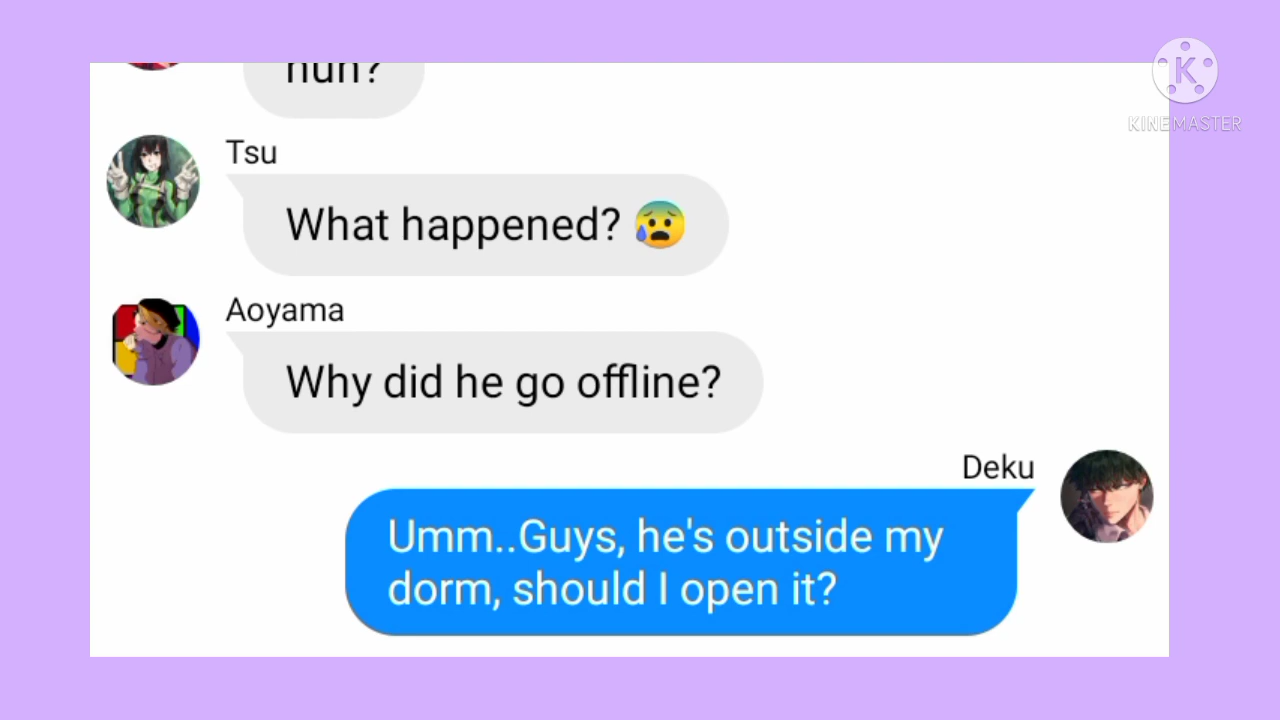 huh?
Tsu
What happened? 😰
Aoyama
Why did he go offline?
Deku
Umm..Guys, he's outside my
dorm, should I open it?
K
KINEMASTER